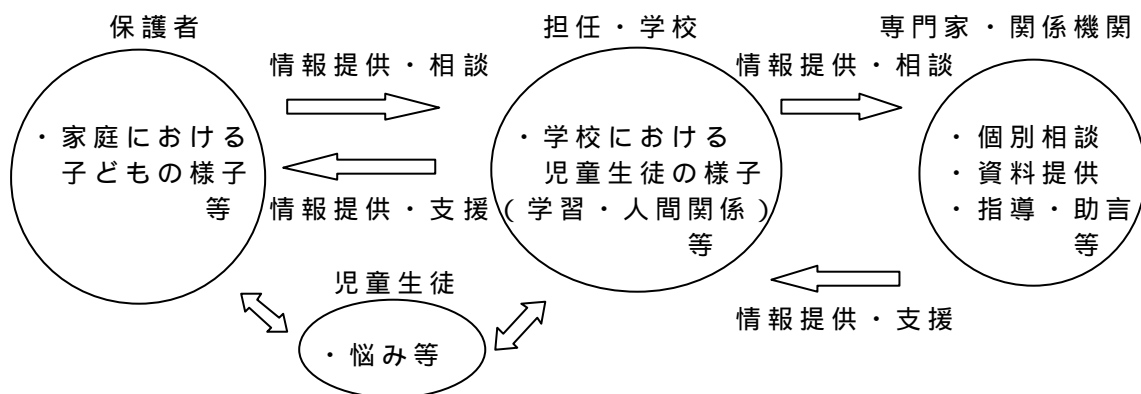 保護者
担任・学校
専門家・関係機関
情報提供・相談
情報提供・相談
・家庭における
子どもの様子
等
・学校における
児童生徒の様子
(学習・人間関係)
等
・個別相談
・資料提供
・指導・助言
等
情報提供・支援
児童生徒
・悩み等
情報提供・支援